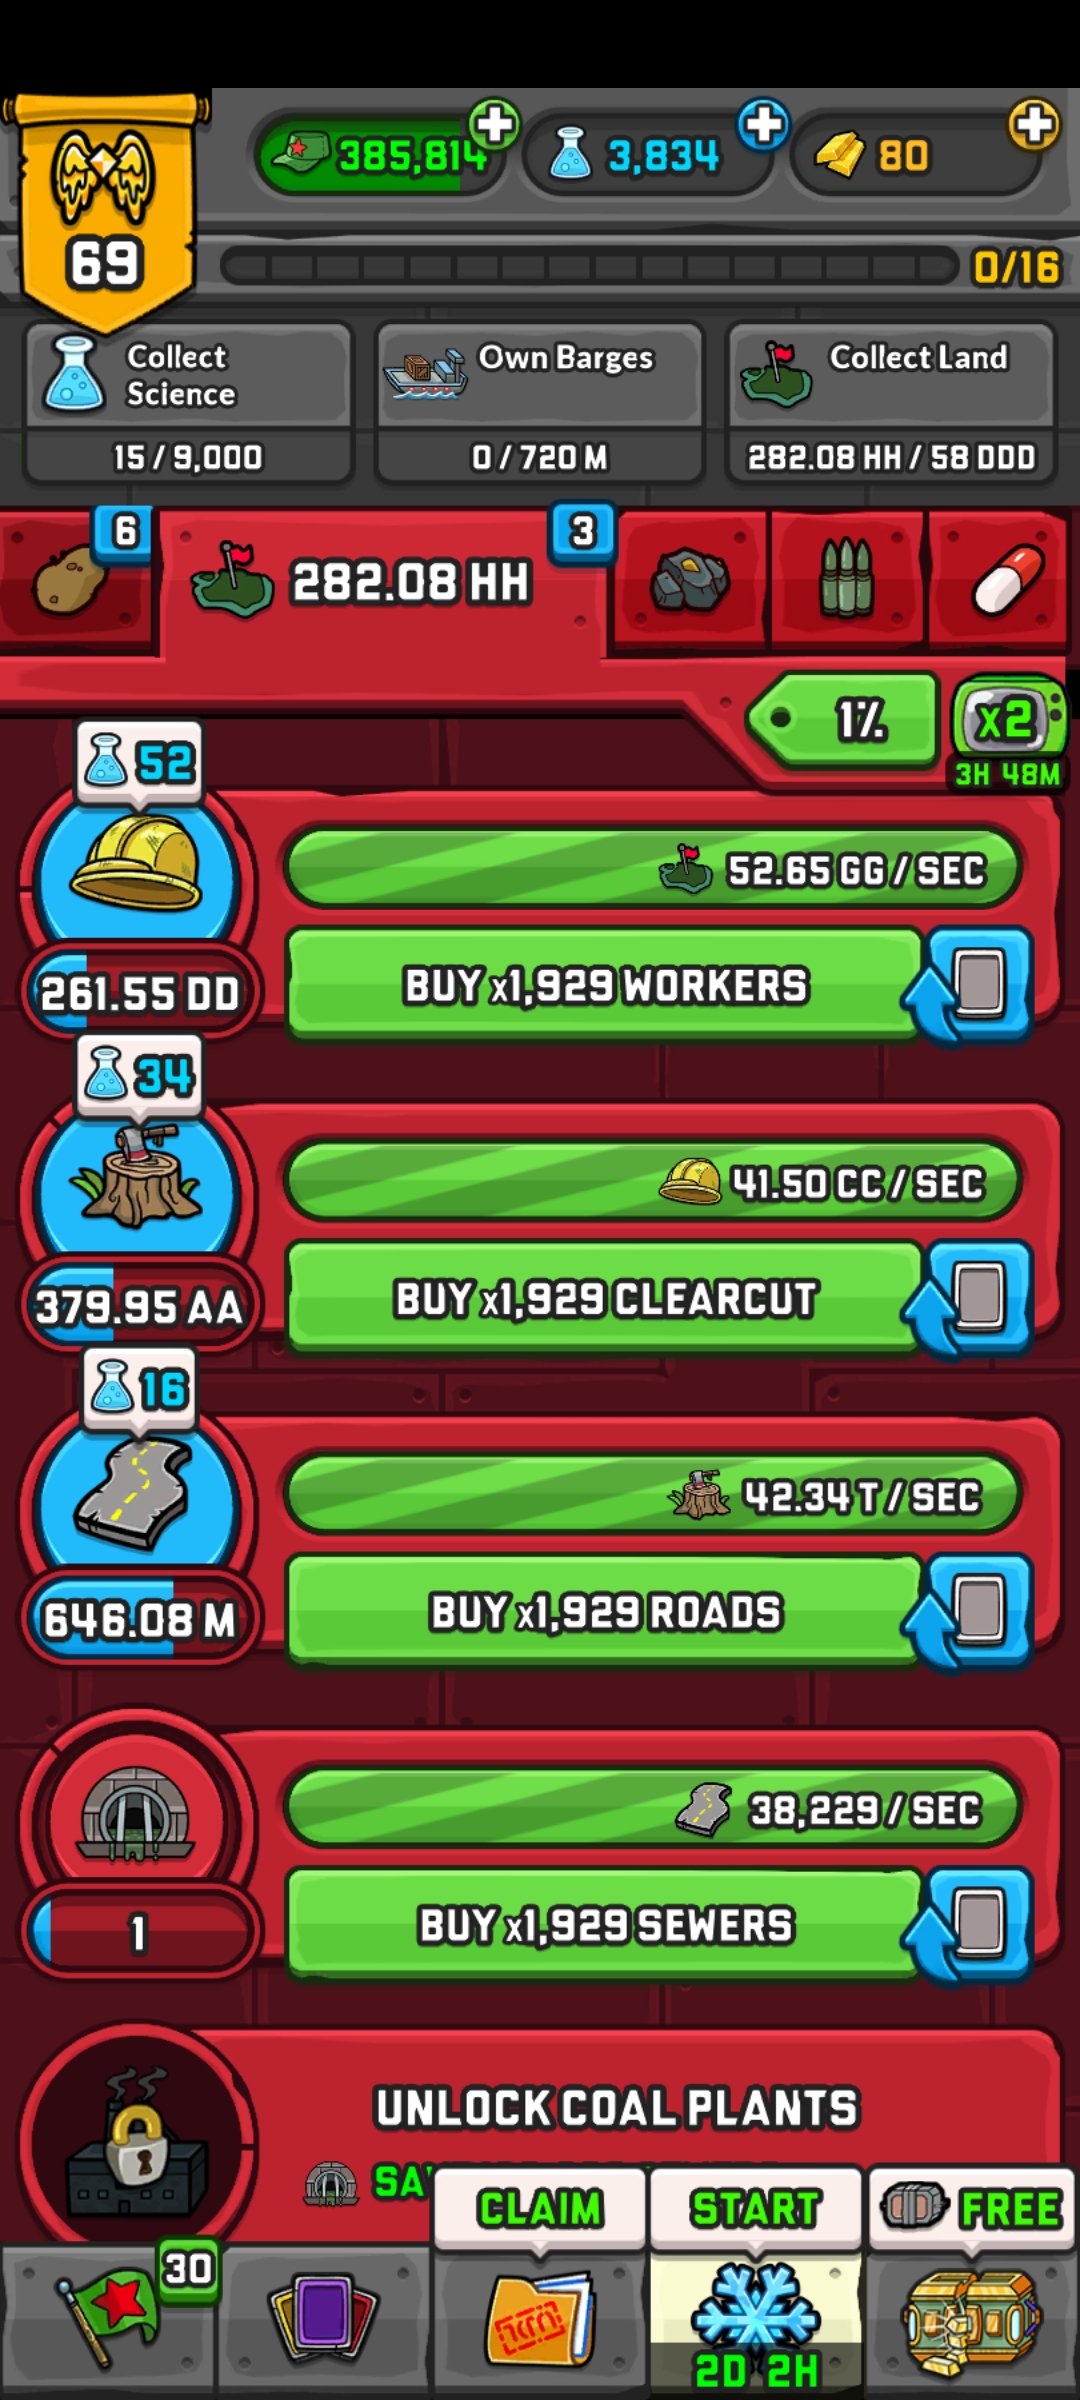 385,814
3,834
80
69
0/16
Collect
Science
15 / 9,000
Own Barges
0 / 720 M
Collect Land
282.08 HH / 58 DDD
6
282.08 HH
3
1%
x2
3H 48M
52
52.65 GG / SEC
261.55 DD
BUY x1,929 WORKERS
34
41.50 CC / SEC
379.95 AA
BUY x1,929 CLEARCUT
16
42.34 T / SEC
646.08 M
BUY x1,929 ROADS
38,229 / SEC
1
BUY x1,929 SEWERS
UNLOCK COAL PLANTS
CLAIM
START
FREE
30
2D 2H